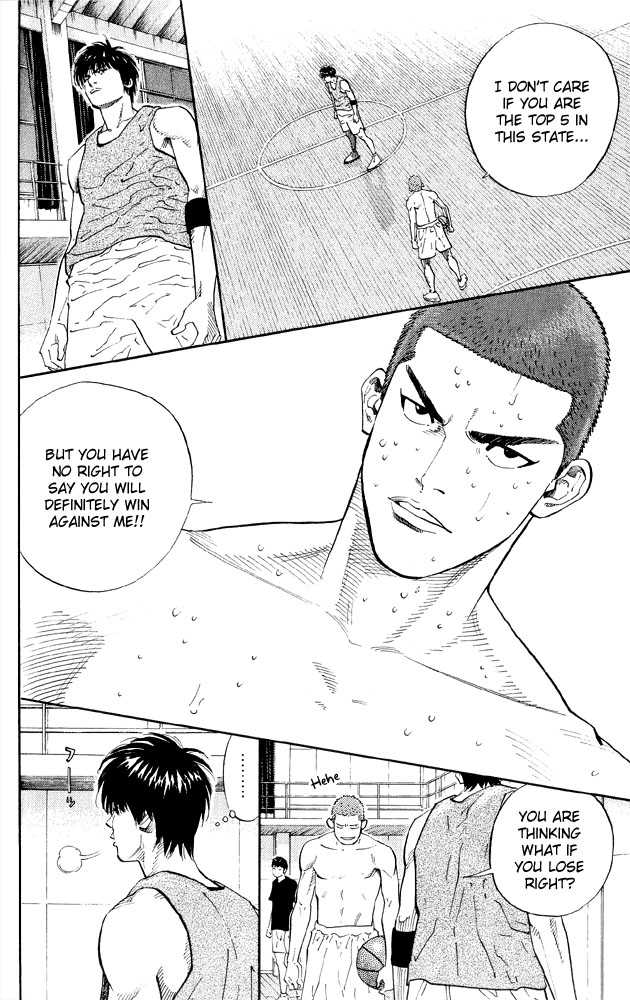 I DON'T CARE
IF YOU ARE
THE TOP 5 IN
THIS STATE...
BUT YOU HAVE
NO RIGHT TO
SAY YOU WILL
DEFINITELY WIN
AGAINST ME!!
Hehe
YOU ARE
THINKING
WHAT IF
YOU LOSE
RIGHT?
.........